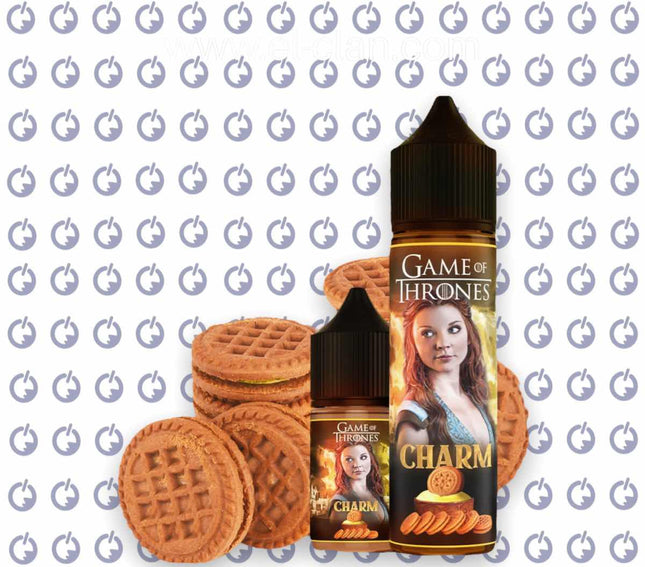 www.el-clan.com
GAME OF
THRONES
CHARM
GAME OF
THRONES
CHARM